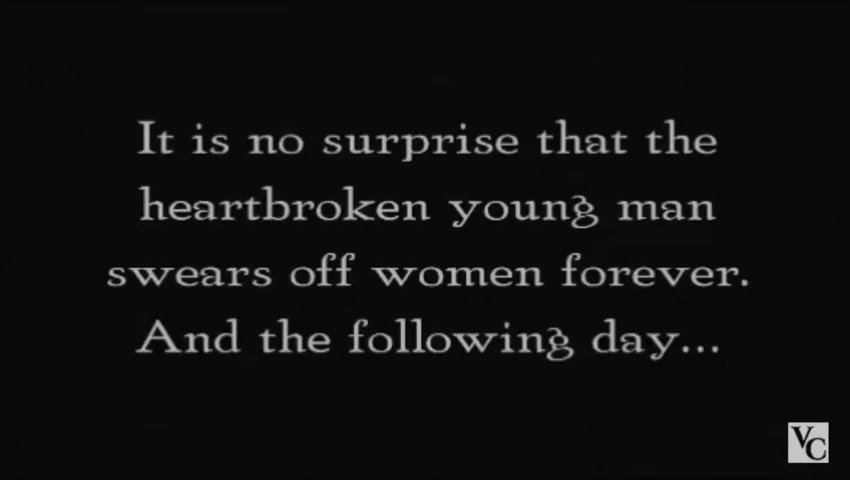 It is no surprise that the
heartbroken young man
swears off women forever.
And the following day...
VC